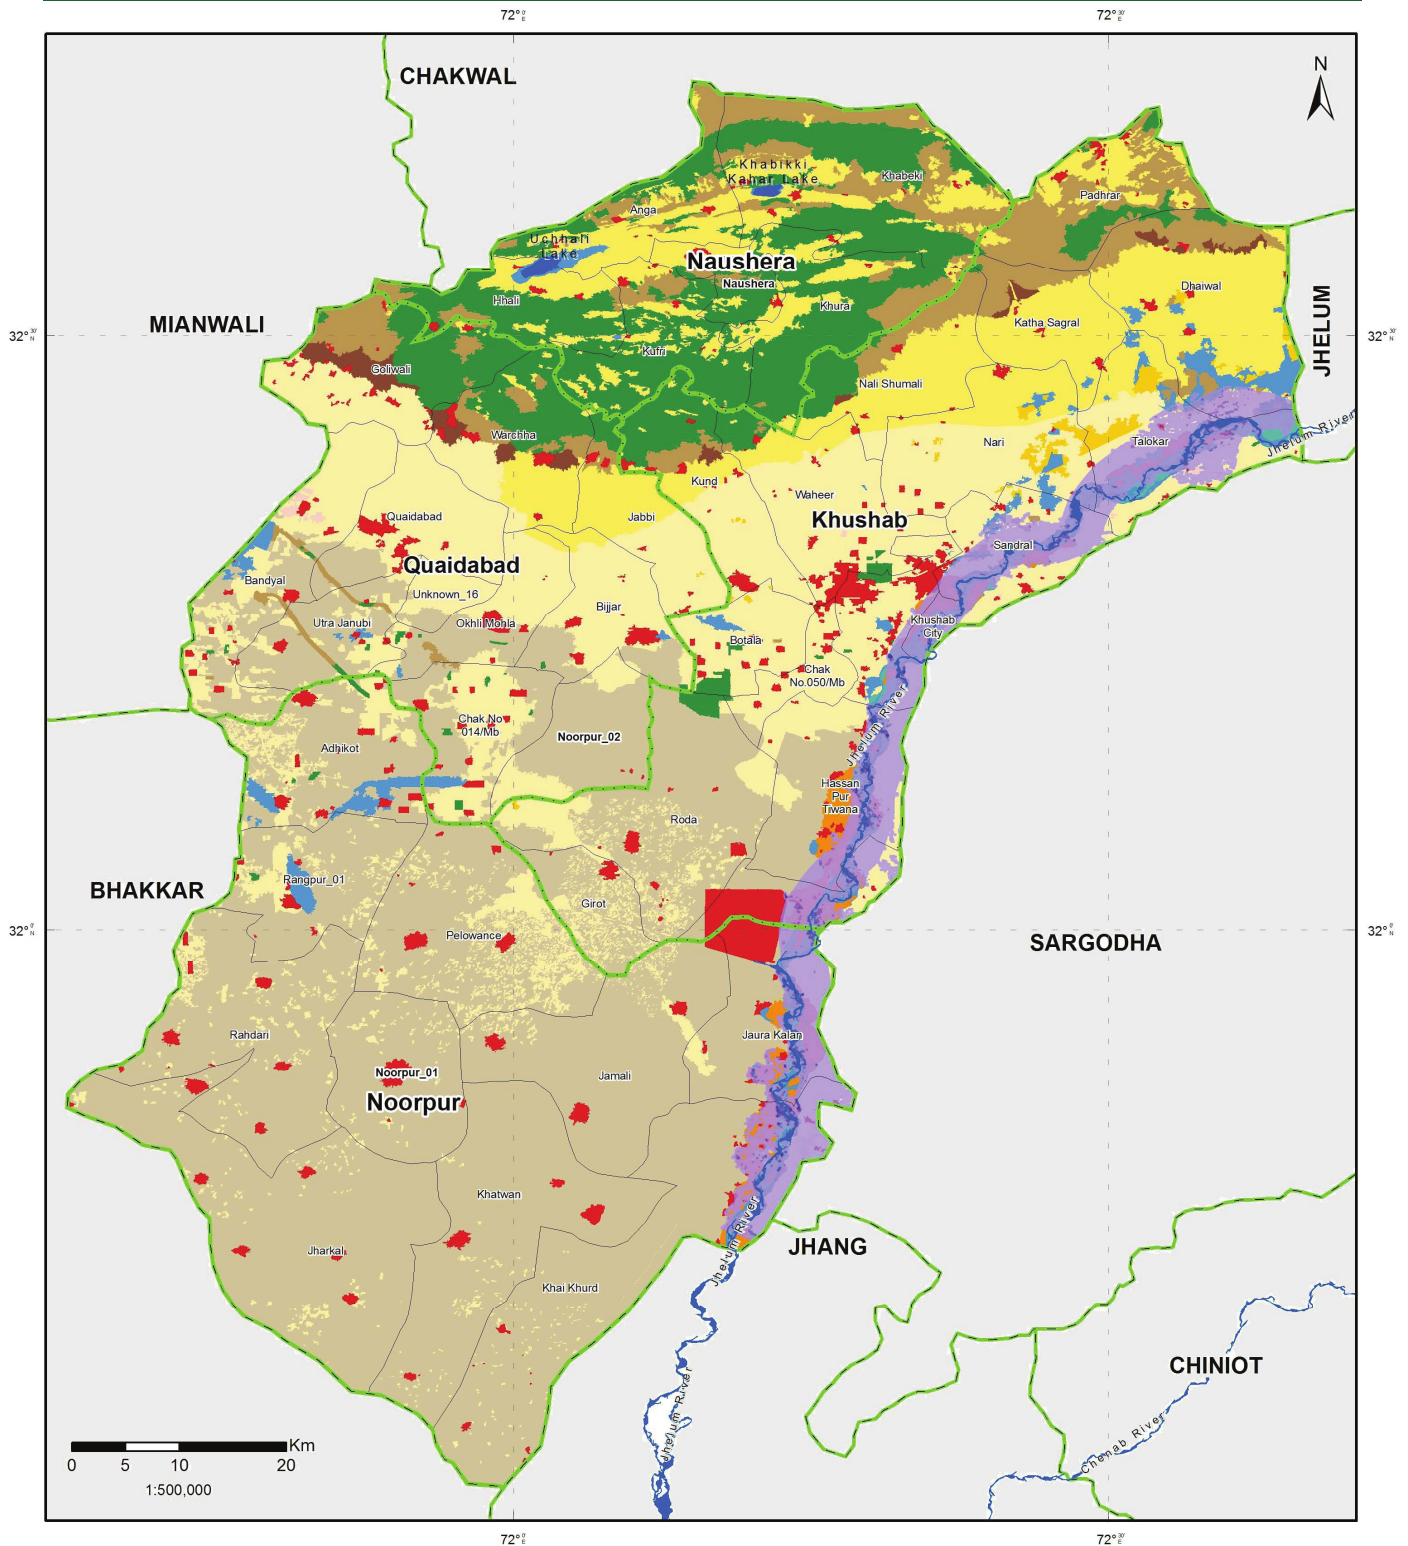 72° 0' E
72° 30' E
N
CHAKWAL
Khabikki
Kahar Lake
Khabeki
Padhrar
Anga
Uchhali
Lake
Naushera
Naushera
Dhaiwal
Hhali
Khura
JHELUM
MIANWALI
Katha Sagral
32° 30' N
32° 30' N
Kufri
Goliwali
Nali Shumali
Jhelum River
Warchha
Nari
Talokar
Kund
Waheer
Quaidabad
Jabbi
Khushab
Sandral
Quaidabad
Bandyal
Unknown_16
Bijjar
Utra Janubi
Okhli Mohla
Khushab
City
Botala
Chak
No.050/Mb
Jhelum River
Chak No
014/Mb
Noorpur_02
Adhikot
Hassan
Pur
Tiwana
Roda
Rangpur_01
BHAKKAR
Girot
Pelowance
32° 0' N
32° 0' N
SARGODHA
Rahdari
Jaura Kalan
Noorpur_01
Jamali
Noorpur
Khatwan
Jhelum River
JHANG
Jharkal
Khai Khurd
CHINIOT
Jhelum River
Chenab River
Km
0 5 10 20
1:500,000
72° 0' E
72° 30' E